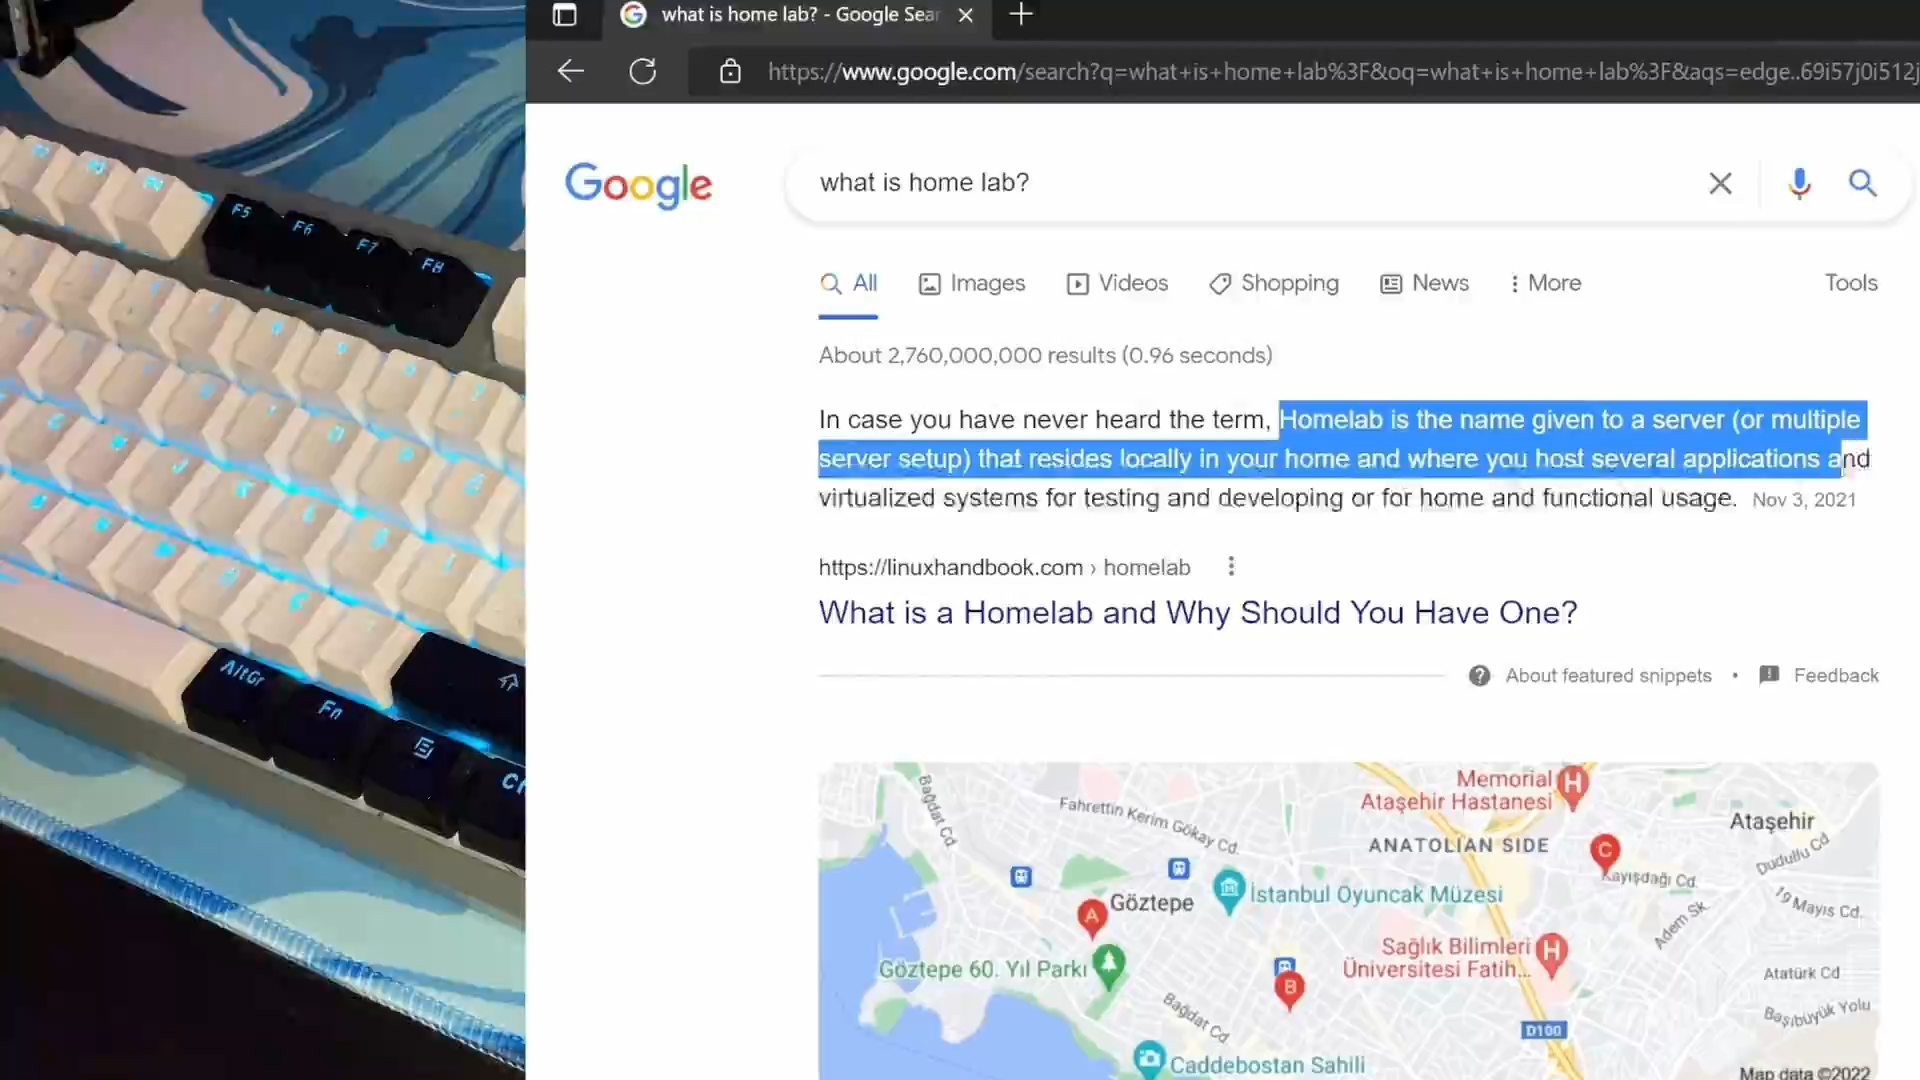 what is home lab? - Google Sear
https://www.google.com/search?q=what+is+home+lab%3F&oq=what+is+home+lab%3F&aqs=edge..69i57j0i512j
Google
what is home lab?
All
Images
Videos
Shopping
News
More
Tools
About 2,760,000,000 results (0.96 seconds)
In case you have never heard the term, Homelab is the name given to a server (or multiple
server setup) that resides locally in your home and where you host several applications and
virtualized systems for testing and developing or for home and functional usage. Nov 3, 2021
https://linuxhandbook.com › homelab
What is a Homelab and Why Should You Have One?
About featured snippets • Feedback
Bağdat Cd
Fahrettin Kerim Gökay Cd.
Memorial
Ataşehir Hastanesi
H
ANATOLIAN SIDE
Ataşehir
Dudullu Cd
C
Kayışdağı Cd.
19 Mayıs Cd.
Adem Sk.
A
Göztepe
İstanbul Oyuncak Müzesi
Göztepe 60. Yıl Parkı
B
Sağlık Bilimleri
Üniversitesi Fatih...
H
Atatürk Cd
Başıbüyük Yolu
Bağdat Cd
D100
Caddebostan Sahili
Map data ©2022
F5
F6
F7
F8
AltGr
Fn